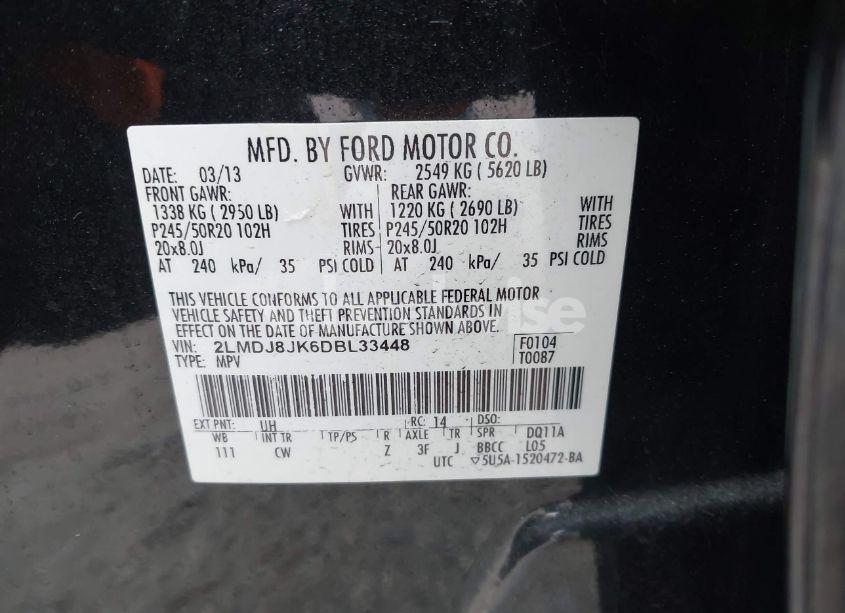 MFD. BY FORD MOTOR CO.
DATE: 03/13 GVWR: 2549 KG ( 5620 LB)
FRONT GAWR: REAR GAWR:
1338 KG ( 2950 LB) WITH 1220 KG ( 2690 LB) WITH
P245/50R20 102H TIRES P245/50R20 102H TIRES
20x8.0J RIMS 20x8.0J RIMS
AT 240 kPa/ 35 PSI COLD AT 240 kPa/ 35 PSI COLD
THIS VEHICLE CONFORMS TO ALL APPLICABLE FEDERAL MOTOR
VEHICLE SAFETY AND THEFT PREVENTION STANDARDS IN
EFFECT ON THE DATE OF MANUFACTURE SHOWN ABOVE.
VIN: 2LMDJ8JK6DBL33448 F0104
TYPE: MPV T0087
EXT PNT: UH RC: 14 DSO:
WB INT TR TP/PS R AXLE TR SPR DQ11A
111 CW Z 3F J BBCC L05
UTC ▽5U5A-1520472-BA